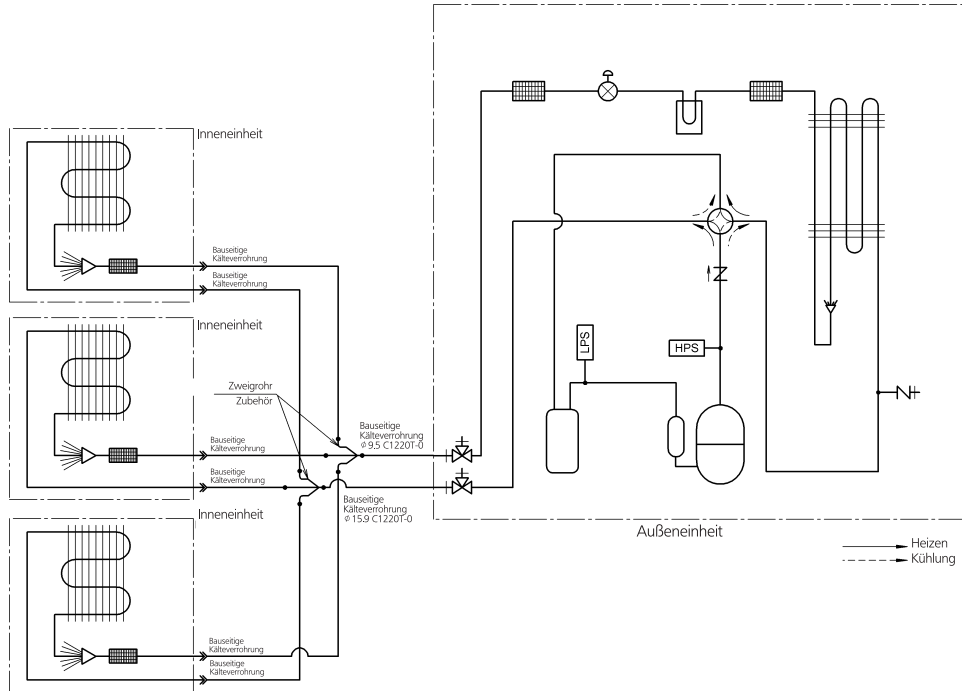 Inneneinheit
Bauseitige
Kälteverrohrung
Bauseitige
Kälteverrohrung
Inneneinheit
Zweigrohr
Zubehör
Bauseitige
Kälteverrohrung
Bauseitige
Kälteverrohrung
Bauseitige
Kälteverrohrung
ϕ 9.5 C1220T-0
Bauseitige
Kälteverrohrung
ϕ 15.9 C1220T-0
Inneneinheit
Bauseitige
Kälteverrohrung
Bauseitige
Kälteverrohrung
LPS
HPS
Außeneinheit
Heizen
Kühlung